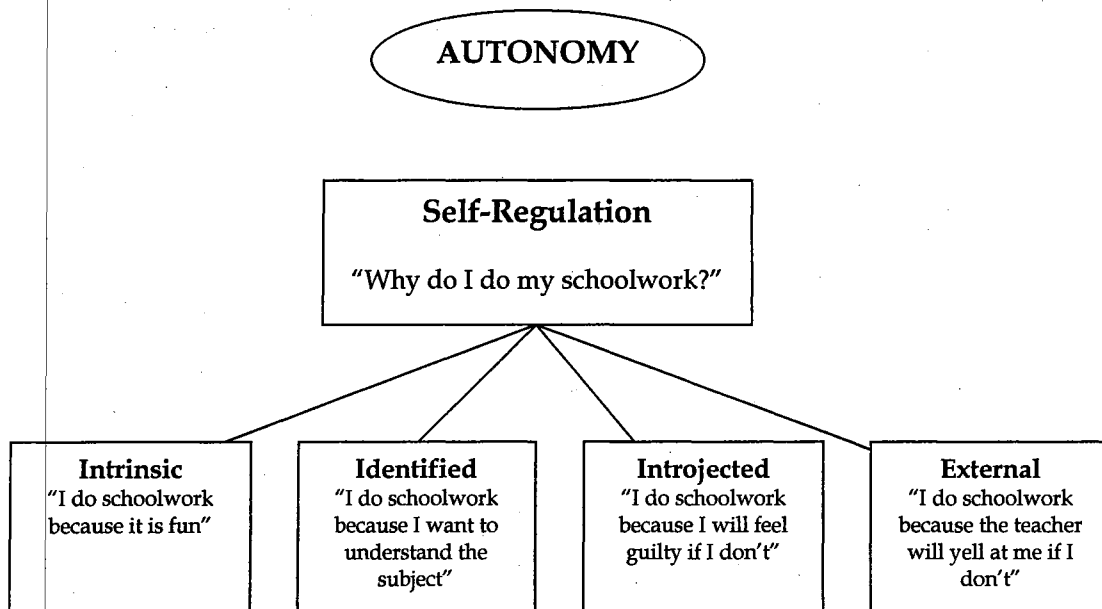 AUTONOMY
Self-Regulation
"Why do I do my schoolwork?"
Intrinsic
"I do schoolwork
because it is fun"
Identified
"I do schoolwork
because I want to
understand the
subject"
Introjected
"I do schoolwork
because I will feel
guilty if I don't"
External
"I do schoolwork
because the teacher
will yell at me if I
don't"